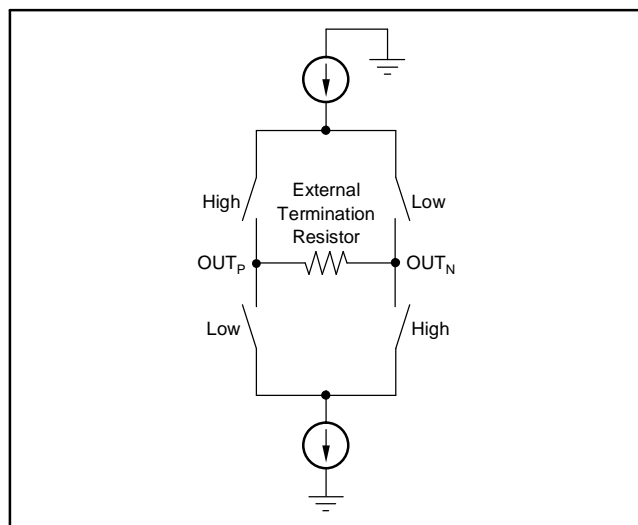 External
Termination
Resistor
High
Low
OUTP
OUTN
Low
High